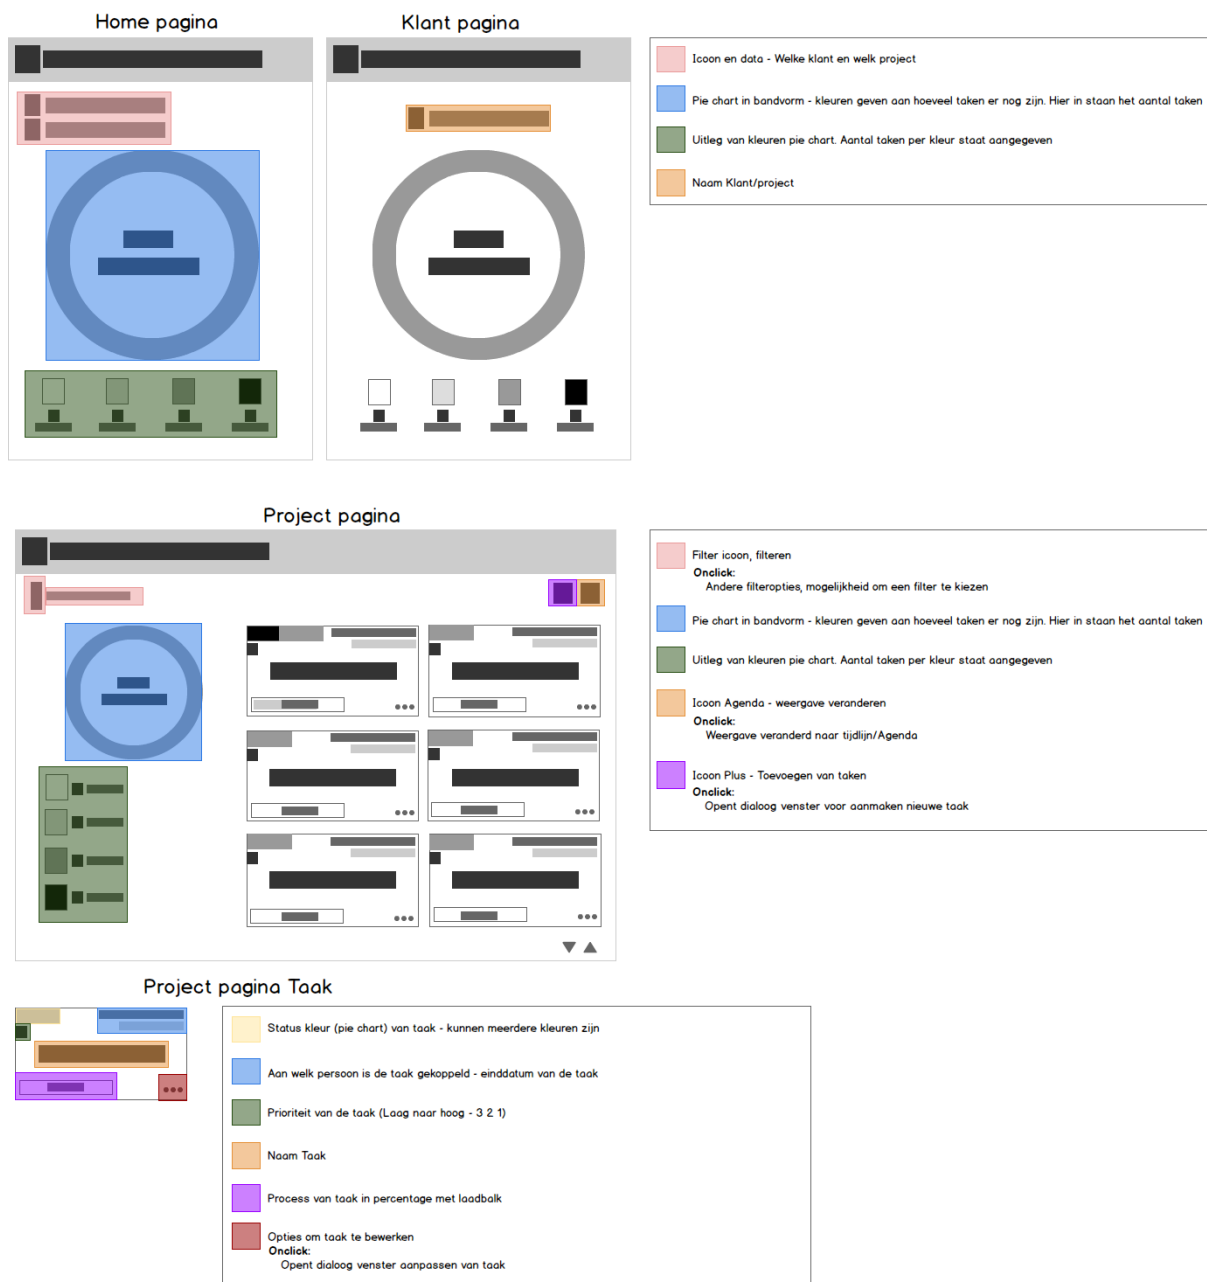 Home pagina
Klant pagina
Icoon en data - Welke klant en welk project
Pie chart in bandvorm - kleuren geven aan hoeveel taken er nog zijn. Hier in staan het aantal taken
Uitleg van kleuren pie chart. Aantal taken per kleur staat aangegeven
Naam Klant/project
Project pagina
Filter icoon, filteren
Onclick:
Andere filteropties, mogelijkheid om een filter te kiezen
Pie chart in bandvorm - kleuren geven aan hoeveel taken er nog zijn. Hier in staan het aantal taken
Uitleg van kleuren pie chart. Aantal taken per kleur staat aangegeven
Icoon Agenda - weergave veranderen
Onclick:
Weergave veranderd naar tijdlijn/Agenda
Icoon Plus - Toevoegen van taken
Onclick:
Opent dialoog venster voor aanmaken nieuwe taak
Project pagina Taak
Status kleur (pie chart) van taak - kunnen meerdere kleuren zijn
Aan welk persoon is de taak gekoppeld - einddatum van de taak
Prioriteit van de taak (Laag naar hoog - 3 2 1)
Naam Taak
Process van taak in percentage met laadbalk
Opties om taak te bewerken
Onclick:
Opent dialoog venster aanpassen van taak